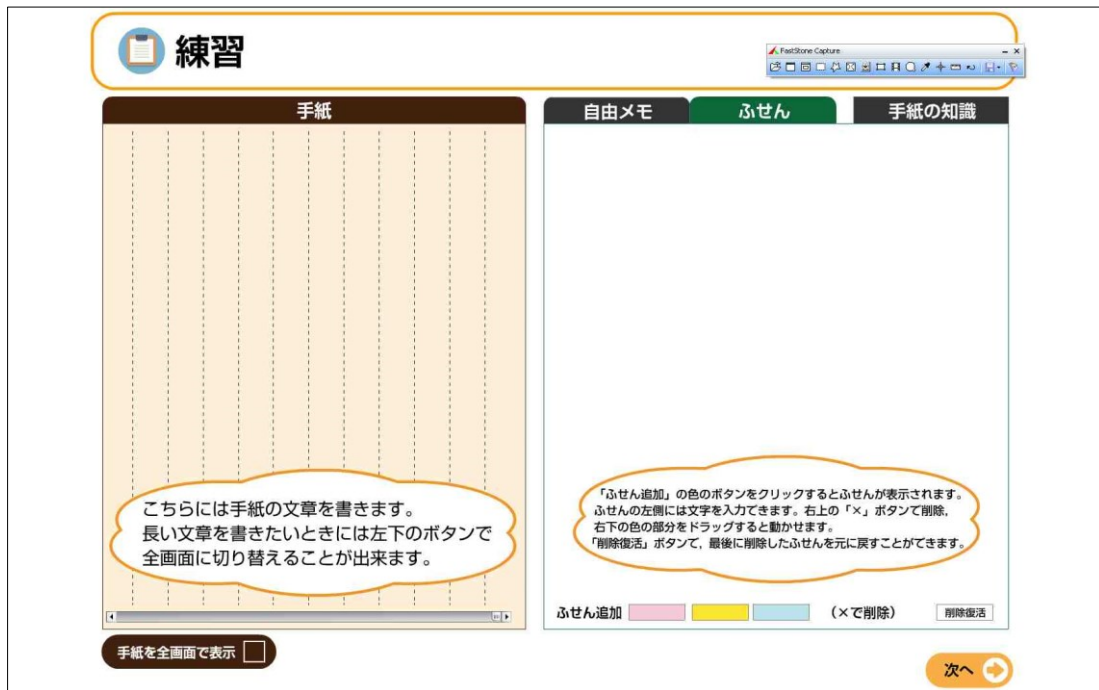 練習
FastStone Capture
手紙
自由メモ
ふせん
手紙の知識
こちらには手紙の文章を書きます。
長い文章を書きたいときには左下のボタンで
全画面に切り替えることが出来ます。
「ふせん追加」の色のボタンをクリックするとふせんが表示されます。
ふせんの左側には文字を入力できます。右上の「×」ボタンで削除,
右下の色の部分をドラッグすると動かせます。
「削除復活」ボタンで, 最後に削除したふせんを元に戻すことができます。
ふせん追加
(×で削除)
削除復活
手紙を全画面で表示
次へ